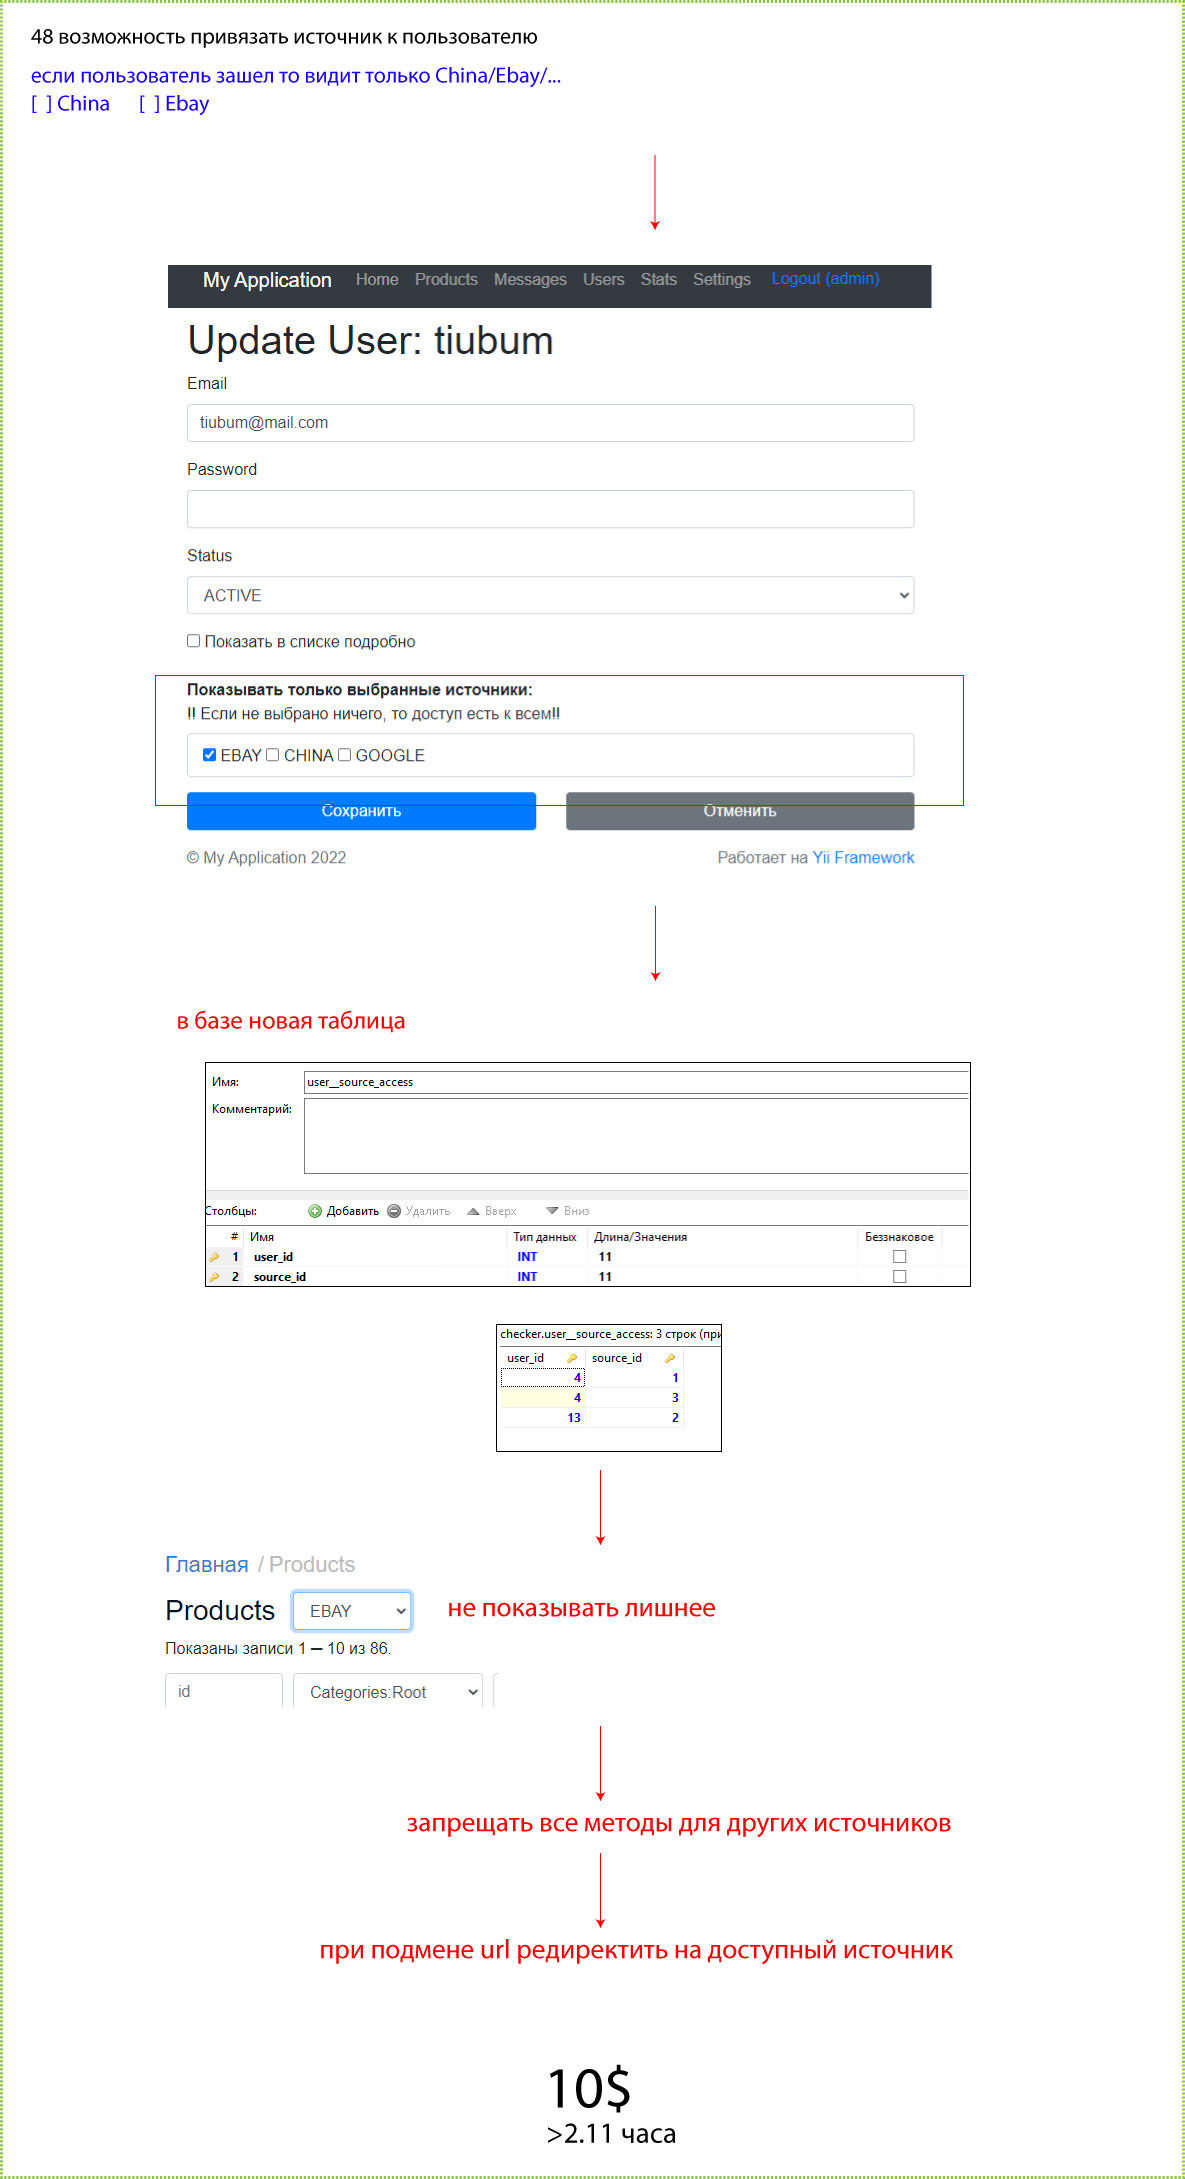 48 возможность привязать источник к пользователю
если пользователь зашел то видит только China/Ebay/...
[ ] China [ ] Ebay
My Application Home Products Messages Users Stats Settings Logout (admin)
Update User: tiubum
Email
tiubum@mail.com
Password
Status
ACTIVE
Показать в списке подробно
Показывать только выбранные источники:
!! Если не выбрано ничего, то доступ есть к всем!!
EBAY CHINA GOOGLE
Сохранить Отменить
© My Application 2022 Работает на Yii Framework
в базе новая таблица
Имя: user__source_access
Комментарий:
Столбцы: Добавить Удалить Вверх Вниз
# Имя Тип данных Длина/Значения Беззнаковое
1 user_id INT 11
2 source_id INT 11
checker.user__source_access: 3 строк (при
user_id source_id
4 1
4 3
13 2
Главная / Products
Products EBAY не показывать лишнее
Показаны записи 1 — 10 из 86.
id Categories:Root
запрещать все методы для других источников
при подмене url редиректить на доступный источник
10$
>2.11 часа